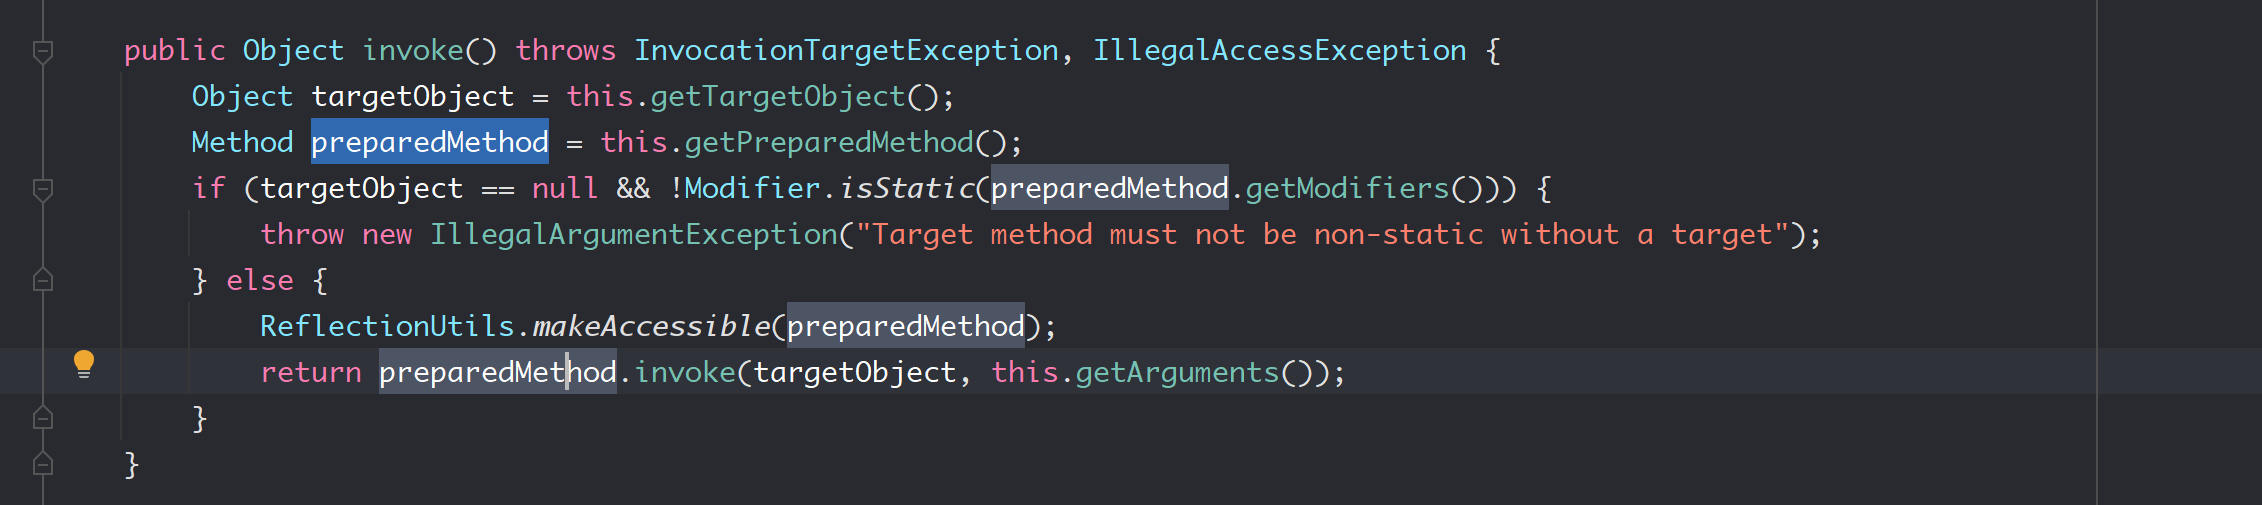 public Object invoke() throws InvocationTargetException, IllegalAccessException {
Object targetObject = this.getTargetObject();
Method preparedMethod = this.getPreparedMethod();
if (targetObject == null && !Modifier.isStatic(preparedMethod.getModifiers())) {
throw new IllegalArgumentException("Target method must not be non-static without a target");
} else {
ReflectionUtils.makeAccessible(preparedMethod);
return preparedMethod.invoke(targetObject, this.getArguments());
}
}